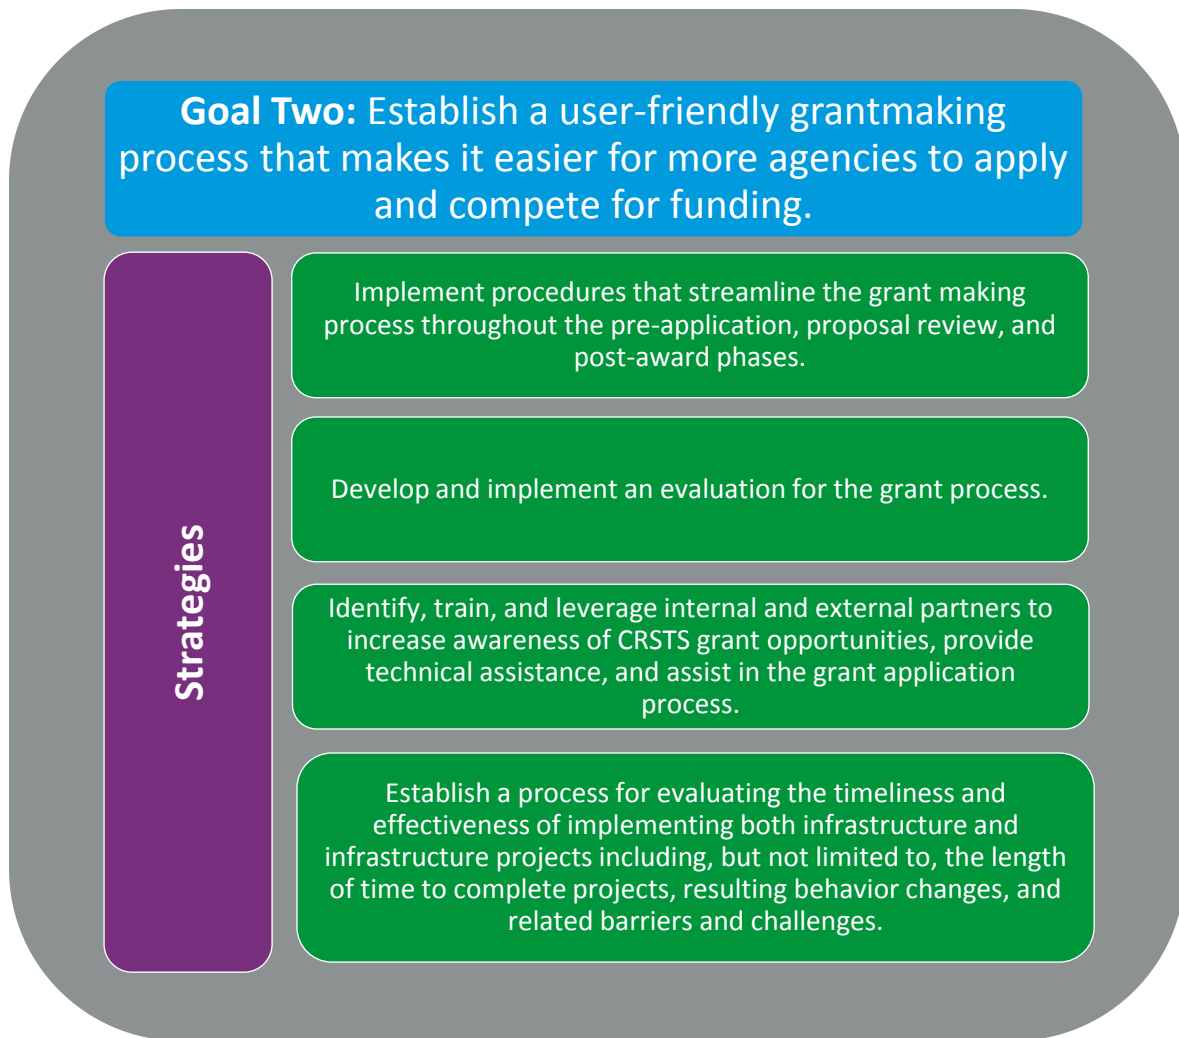 Goal Two: Establish a user-friendly grantmaking
process that makes it easier for more agencies to apply
and compete for funding.
Strategies
Implement procedures that streamline the grant making
process throughout the pre-application, proposal review, and
post-award phases.
Develop and implement an evaluation for the grant process.
Identify, train, and leverage internal and external partners to
increase awareness of CRSTS grant opportunities, provide
technical assistance, and assist in the grant application
process.
Establish a process for evaluating the timeliness and
effectiveness of implementing both infrastructure and
infrastructure projects including, but not limited to, the length
of time to complete projects, resulting behavior changes, and
related barriers and challenges.